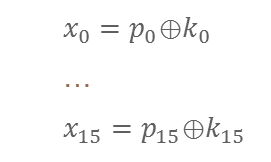 x₀ = p₀⊕k₀
...
x₁₅ = p₁₅⊕k₁₅